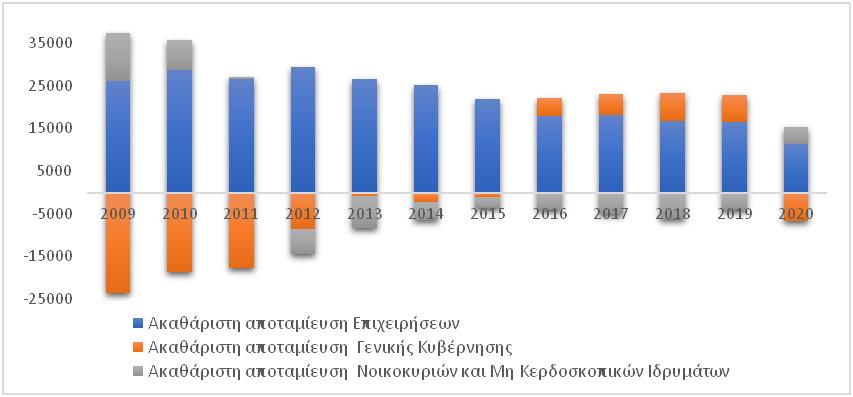 35000
25000
15000
5000
-5000
2009 2010 2011 2012 2013 2014 2015 2016 2017 2018 2019 2020
-15000
-25000
Ακαθάριστη αποταμίευση Επιχειρήσεων
Ακαθάριστη αποταμίευση Γενικής Κυβέρνησης
Ακαθάριστη αποταμίευση Νοικοκυριών και Μη Κερδοσκοπικών Ιδρυμάτων